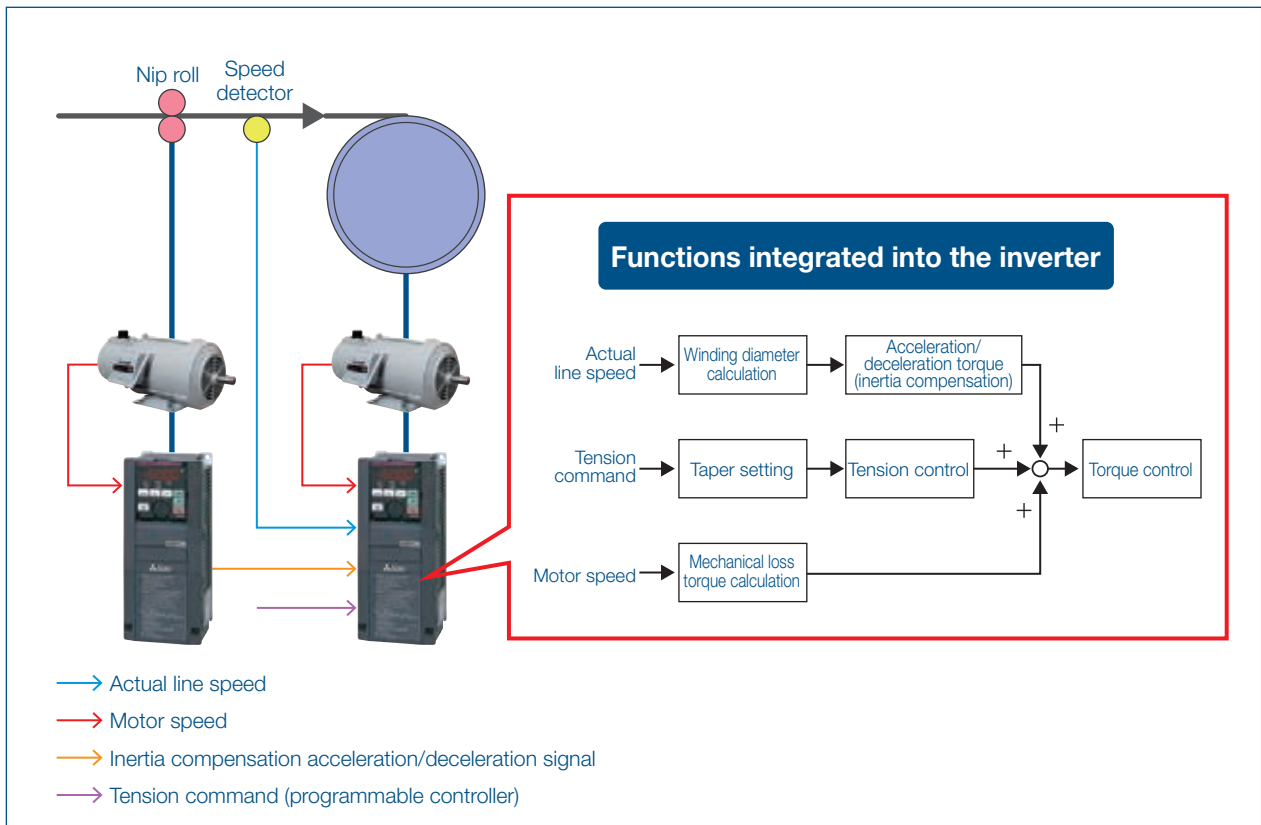 Nip roll
Speed
detector
Functions integrated into the inverter
Actual
line speed
Winding diameter
calculation
Acceleration/
deceleration torque
(inertia compensation)
+
Tension
command
Taper setting
Tension control
+
Torque control
+
Motor speed
Mechanical loss
torque calculation
Actual line speed
Motor speed
Inertia compensation acceleration/deceleration signal
Tension command (programmable controller)